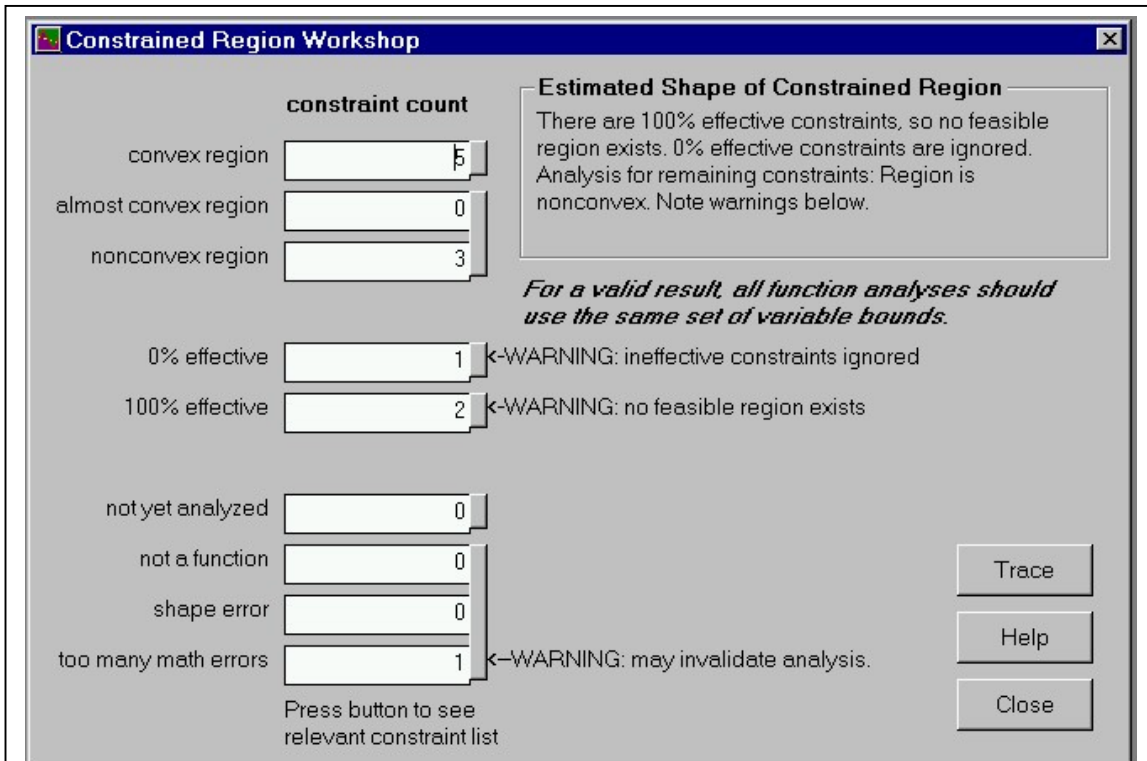 Constrained Region Workshop
constraint count
convex region 5
almost convex region 0
nonconvex region 3
Estimated Shape of Constrained Region
There are 100% effective constraints, so no feasible
region exists. 0% effective constraints are ignored.
Analysis for remaining constraints: Region is
nonconvex. Note warnings below.
For a valid result, all function analyses should
use the same set of variable bounds.
0% effective 1 <-WARNING: ineffective constraints ignored
100% effective 2 <-WARNING: no feasible region exists
not yet analyzed 0
not a function 0
shape error 0
too many math errors 1 <--WARNING: may invalidate analysis.
Press button to see
relevant constraint list
Trace
Help
Close